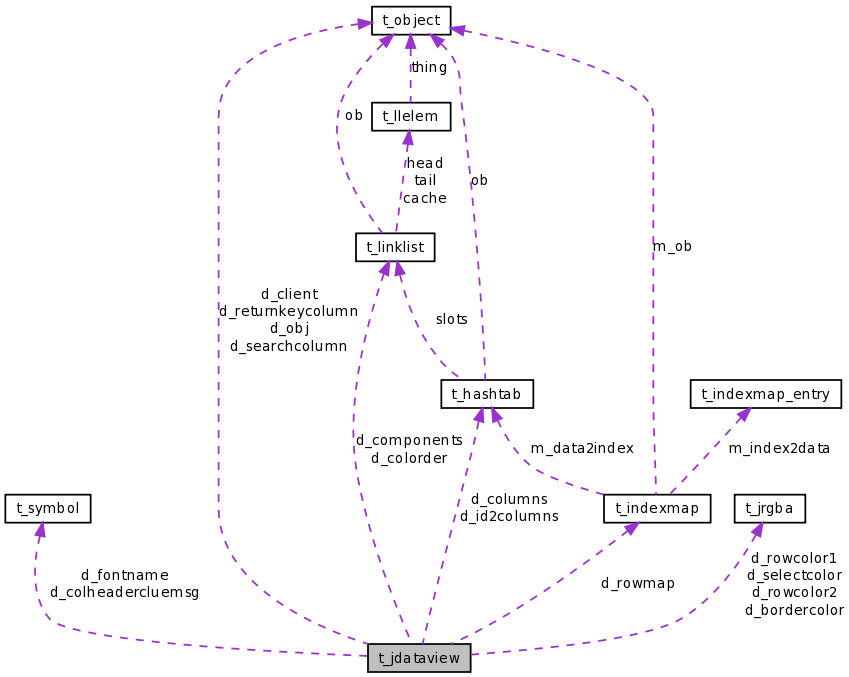 t_object
thing
ob
t_llelem
head
tail
cache
ob
t_linklist
m_ob
d_client
d_returnkeycolumn
d_obj
d_searchcolumn
slots
t_hashtab
t_indexmap_entry
d_components
d_colorder
m_data2index
m_index2data
d_columns
d_id2columns
t_symbol
t_indexmap
t_jrgba
d_fontname
d_colheadercluemsg
d_rowmap
d_rowcolor1
d_selectcolor
d_rowcolor2
d_bordercolor
t_jdataview